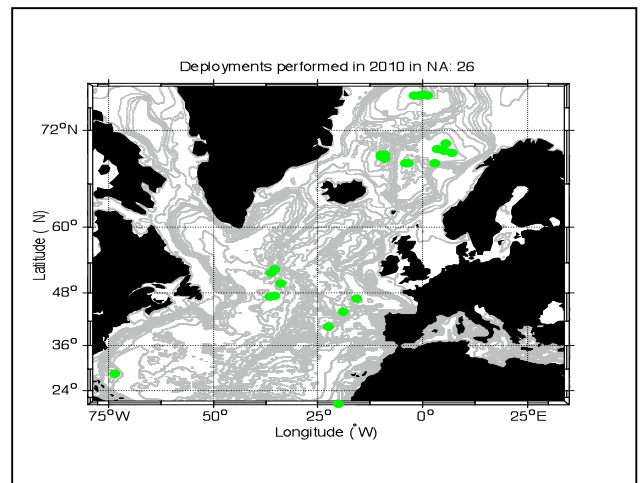 Deployments performed in 2010 in NA: 26
72°N
60°
48°
36°
24°
Latitude (°N)
75°W
50°
25°
0°
25°E
Longitude (°W)